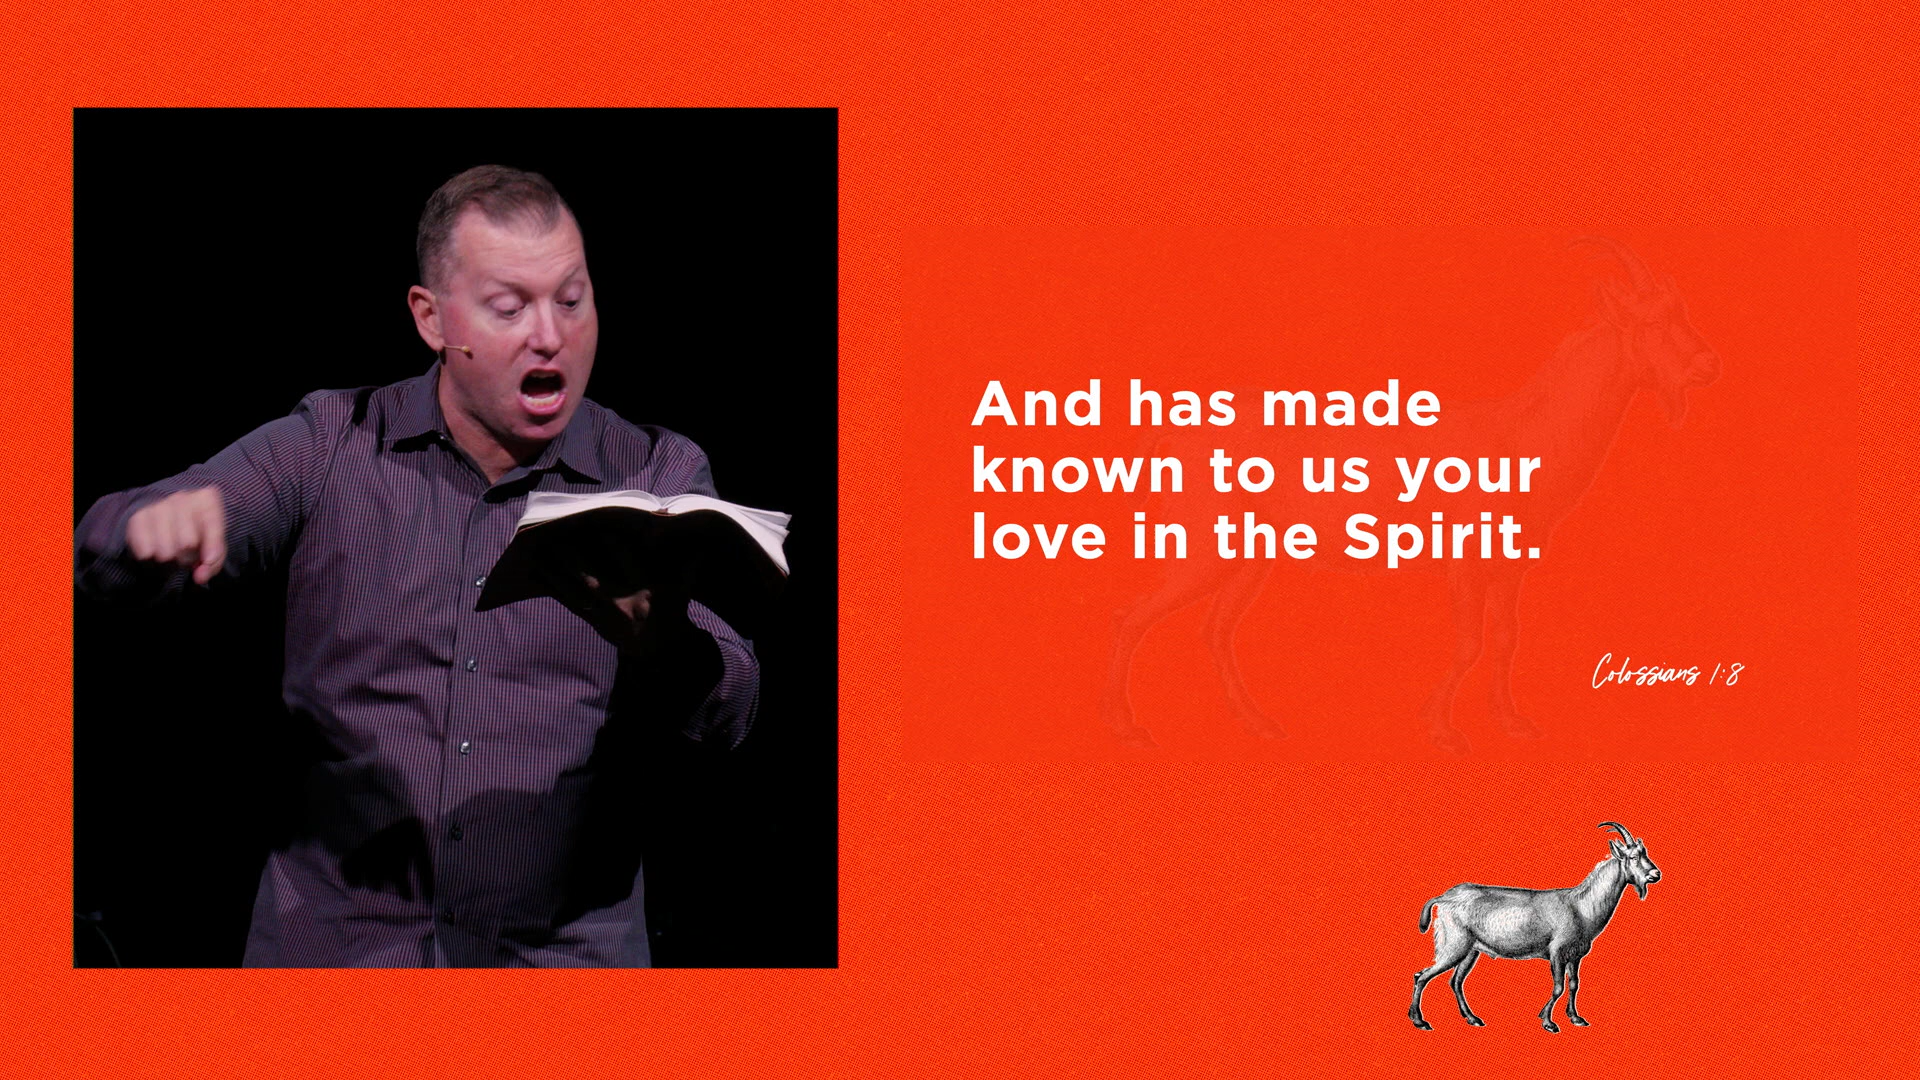 And has made
known to us your
love in the Spirit.
Colossians 1:8